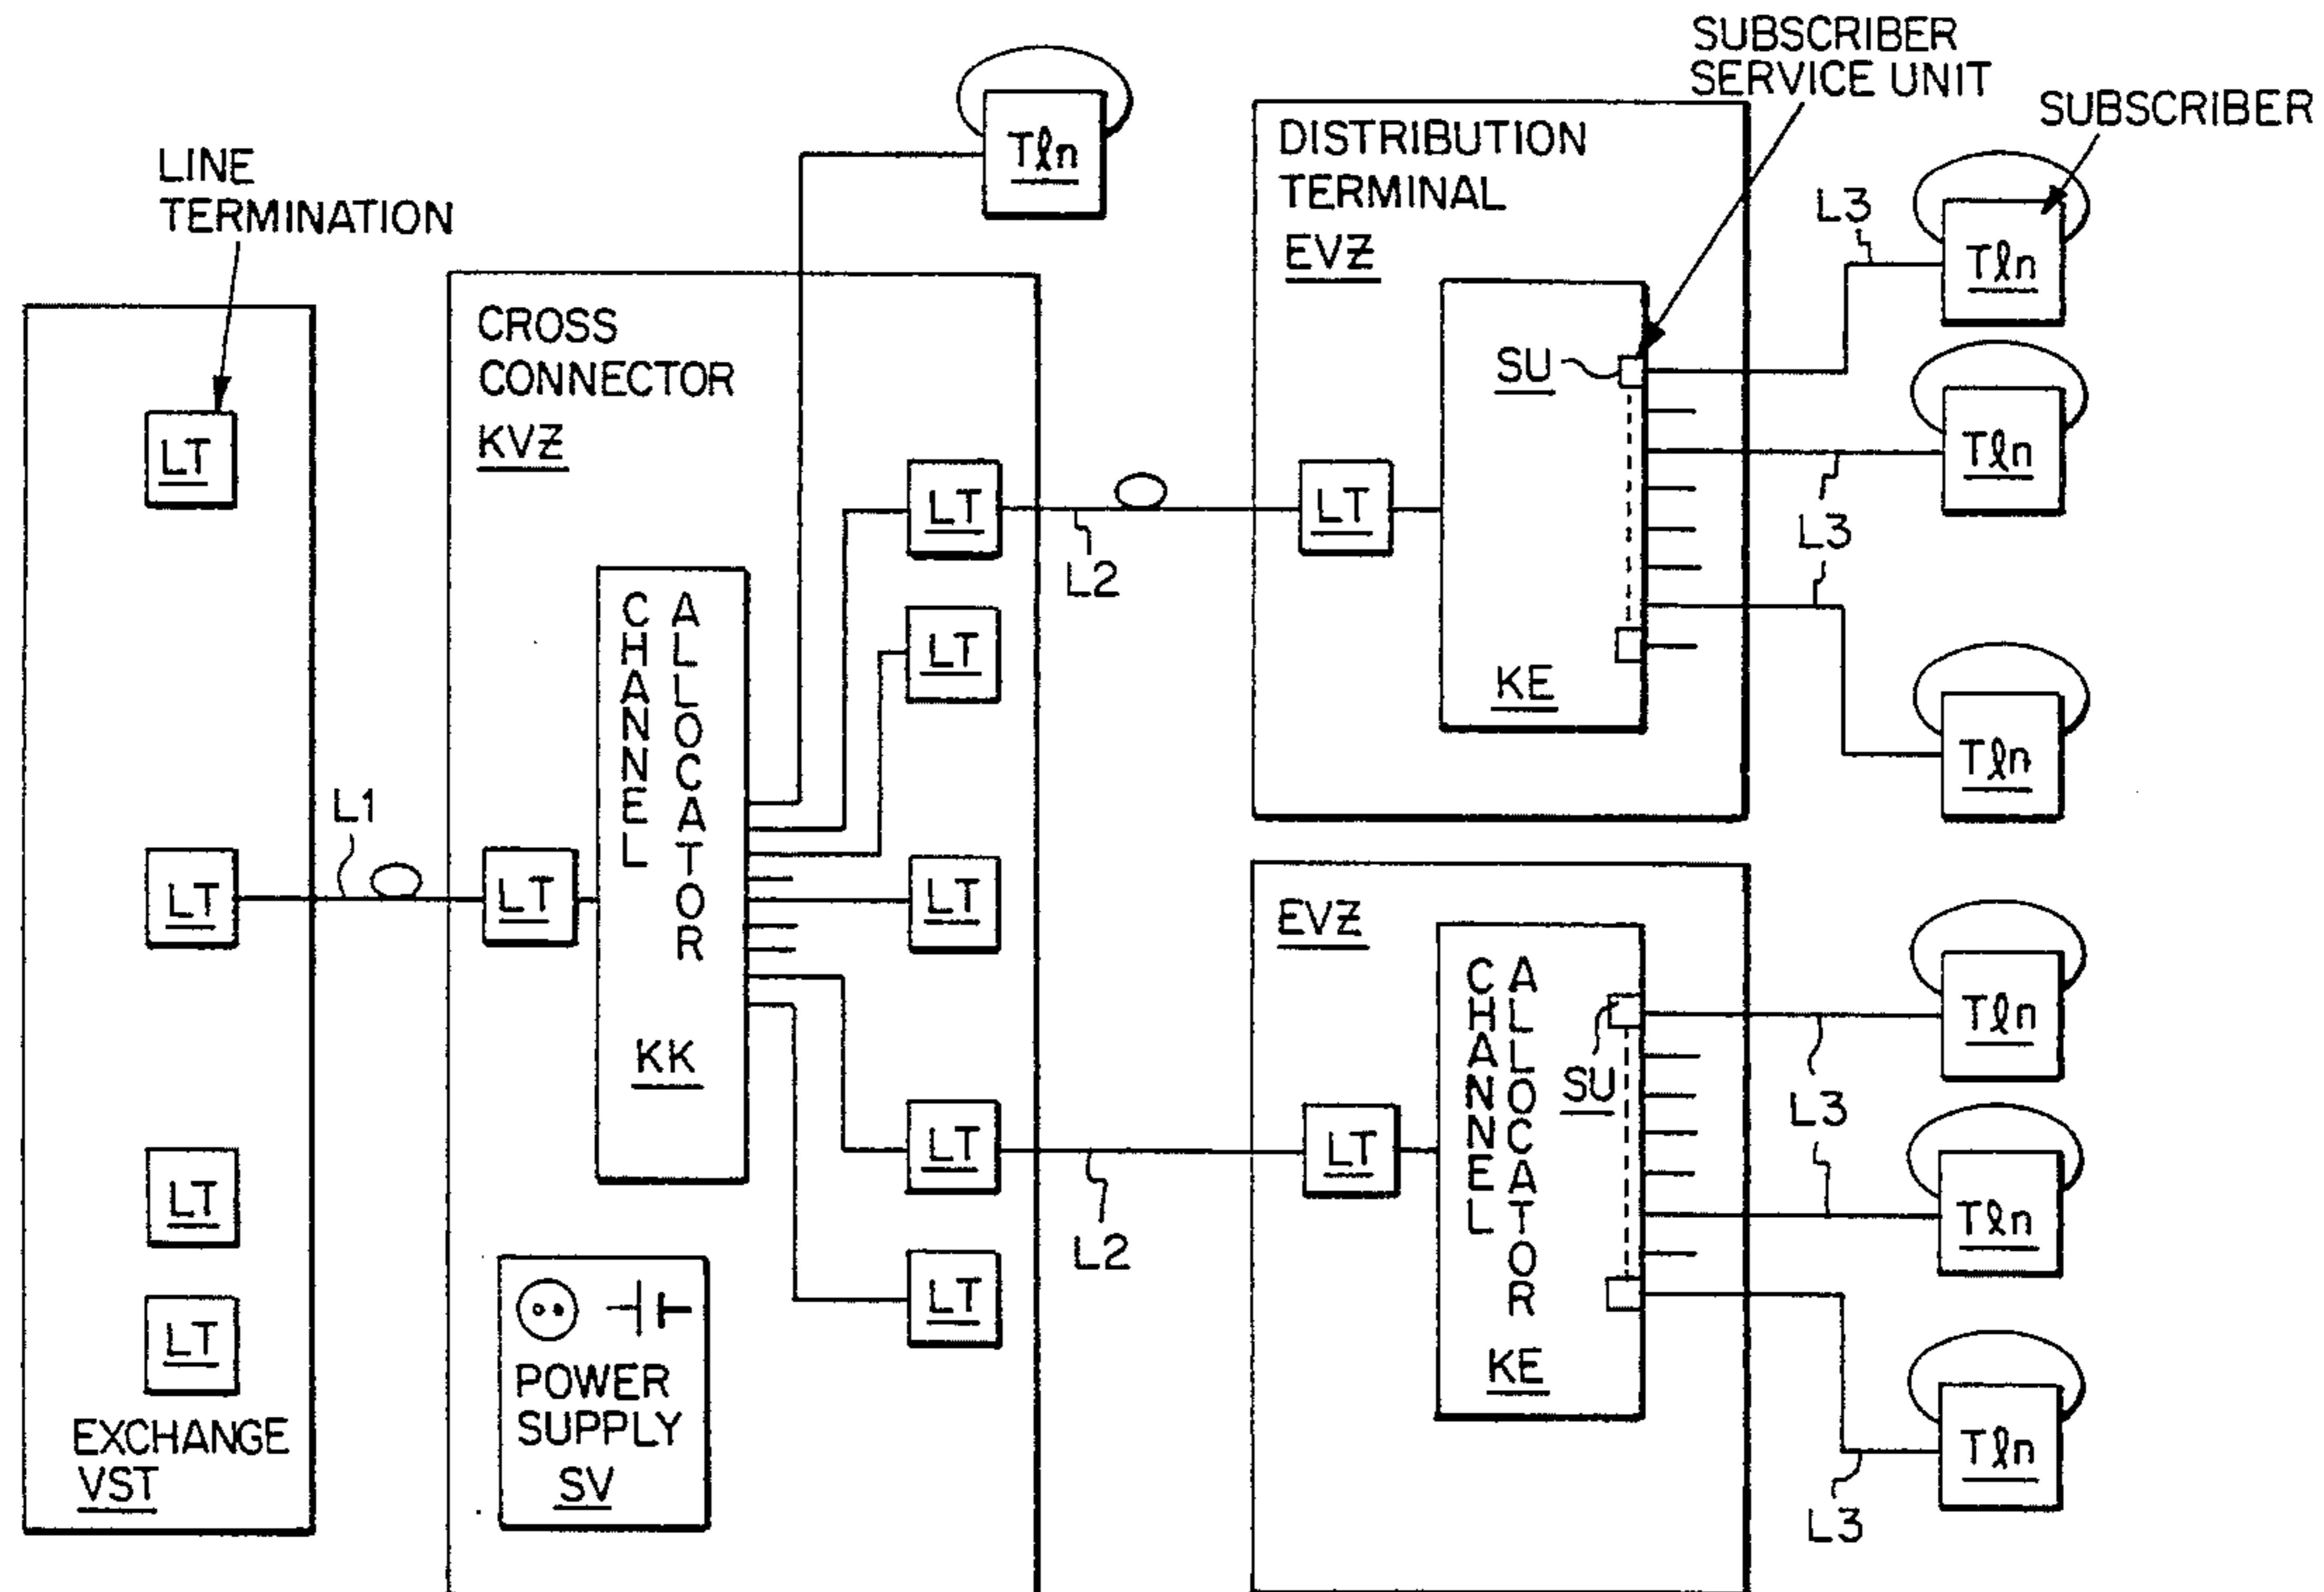 SUBSCRIBER
SERVICE UNIT
SUBSCRIBER
LINE
TERMINATION
Tln
DISTRIBUTION
TERMINAL
EVZ
L3
Tln
CROSS
CONNECTOR
KVZ
SU
LT
LT
LT
L2
Tln
L3
CHANNEL
ALLOCATOR
LT
KE
Tln
L1
LT
LT
LT
EVZ
CHANNEL
ALLOCATOR
SU
Tln
KK
L3
LT
LT
LT
L2
Tln
LT
LT
POWER
SUPPLY
SV
KE
LT
EXCHANGE
VST
Tln
L3